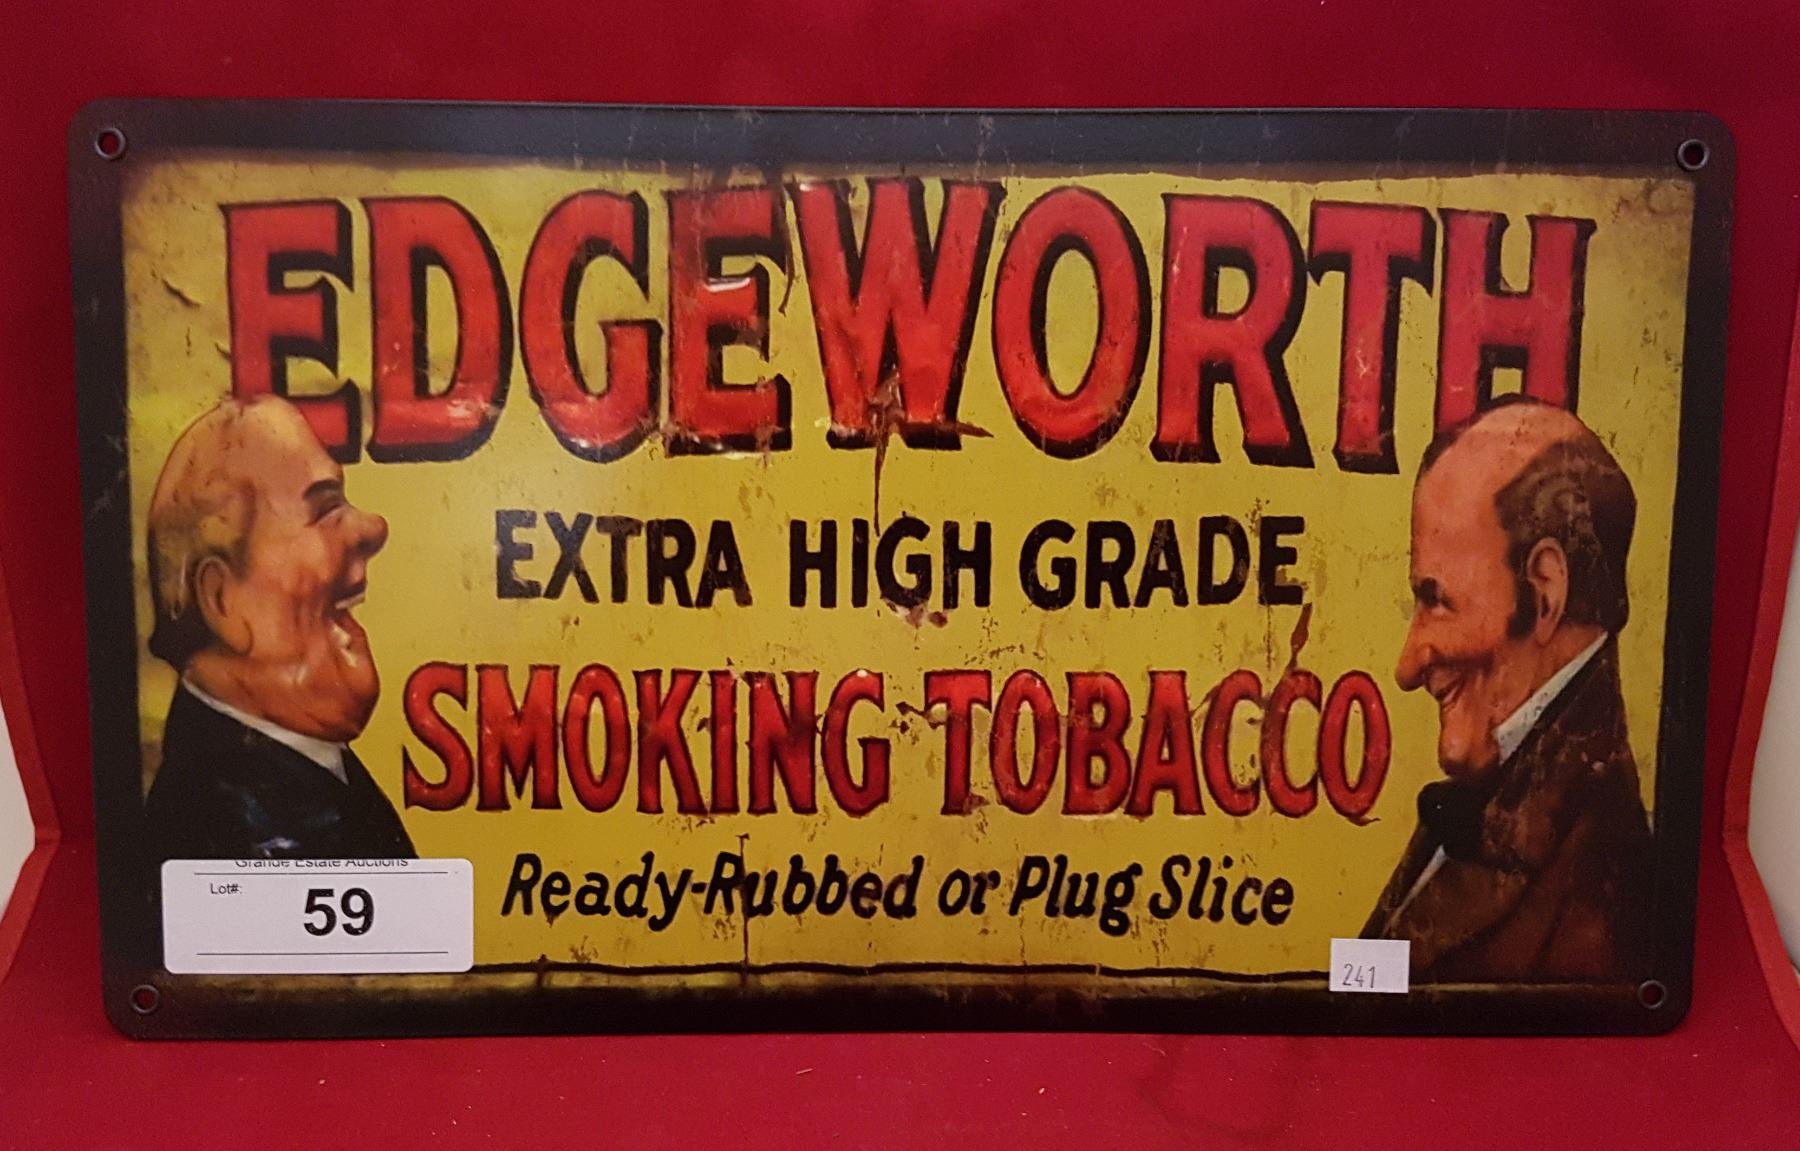 EDGEWORTH
EXTRA HIGH GRADE
SMOKING TOBACCO
Ready-Rubbed or Plug Slice
Grande Estate Auctions
Lot#:
59
241